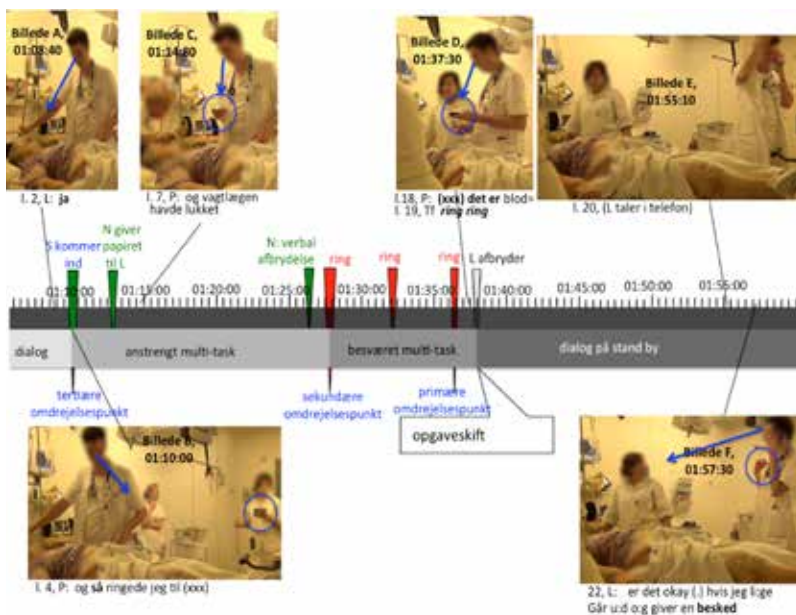 Billede A,
01:08:40
Billede C,
Billede D,
01:37:30
Billede E,
01:55:10
l. 2, L: ja
l. 7, P: og vagtlægen
havde lukket
l.18, P: (xxx) det er blod=
l. 19, Tf ring ring
l. 20, (L taler i telefon)
N giver
papiret
til L
S kommer
ind
N: verbal
afbrydelse
ring
ring
ring
L afbryder
01:10:00
01:15:00
01:20:00
01:25:00
01:30:00
01:35:00
01:40:00
01:45:00
01:50:00
01:55:00
dialog
anstrengt multi-task
besværet multi-task
dialog på stand by
tertiære
omdrejelsespunkt
sekundære
omdrejelsespunkt
primære
omdrejelsespunkt
opgaveskift
Billede B,
01:10:00
Billede F,
01:57:30
l. 4, P: og så ringede jeg til (xxx)
22, L: er det okay (.) hvis jeg li:ge
Går u:d o:g giver en besked